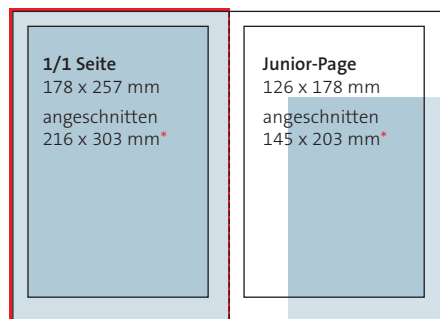 1/1 Seite
178 x 257 mm
angeschnitten
216 x 303 mm*
Junior-Page
126 x 178 mm
angeschnitten
145 x 203 mm*